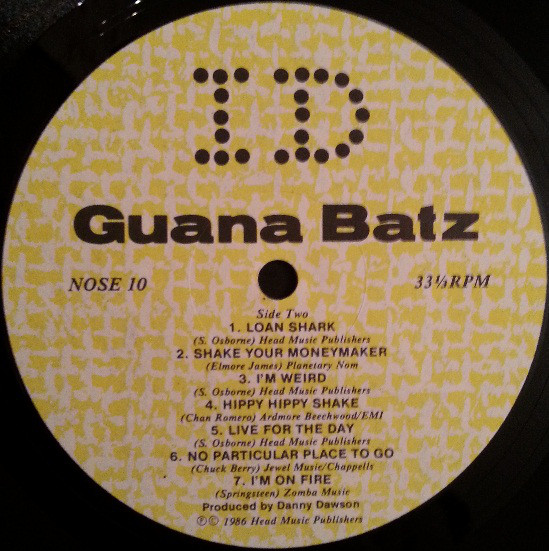 ID
Guana Batz
NOSE 10
33⅓ RPM
Side Two
1. LOAN SHARK
(S. Osborne) Head Music Publishers
2. SHAKE YOUR MONEYMAKER
(Elmore James) Planetary Nom
3. I'M WEIRD
(S. Osborne) Head Music Publishers
4. HIPPY HIPPY SHAKE
(Chan Romero) Ardmore Beechwood/EMI
5. LIVE FOR THE DAY
(S. Osborne) Head Music Publishers
6. NO PARTICULAR PLACE TO GO
(Chuck Berry) Jewel Music/Chappells
7. I'M ON FIRE
(Springsteen) Zomba Music
Produced by Danny Dawson
℗ © 1986 Head Music Publishers